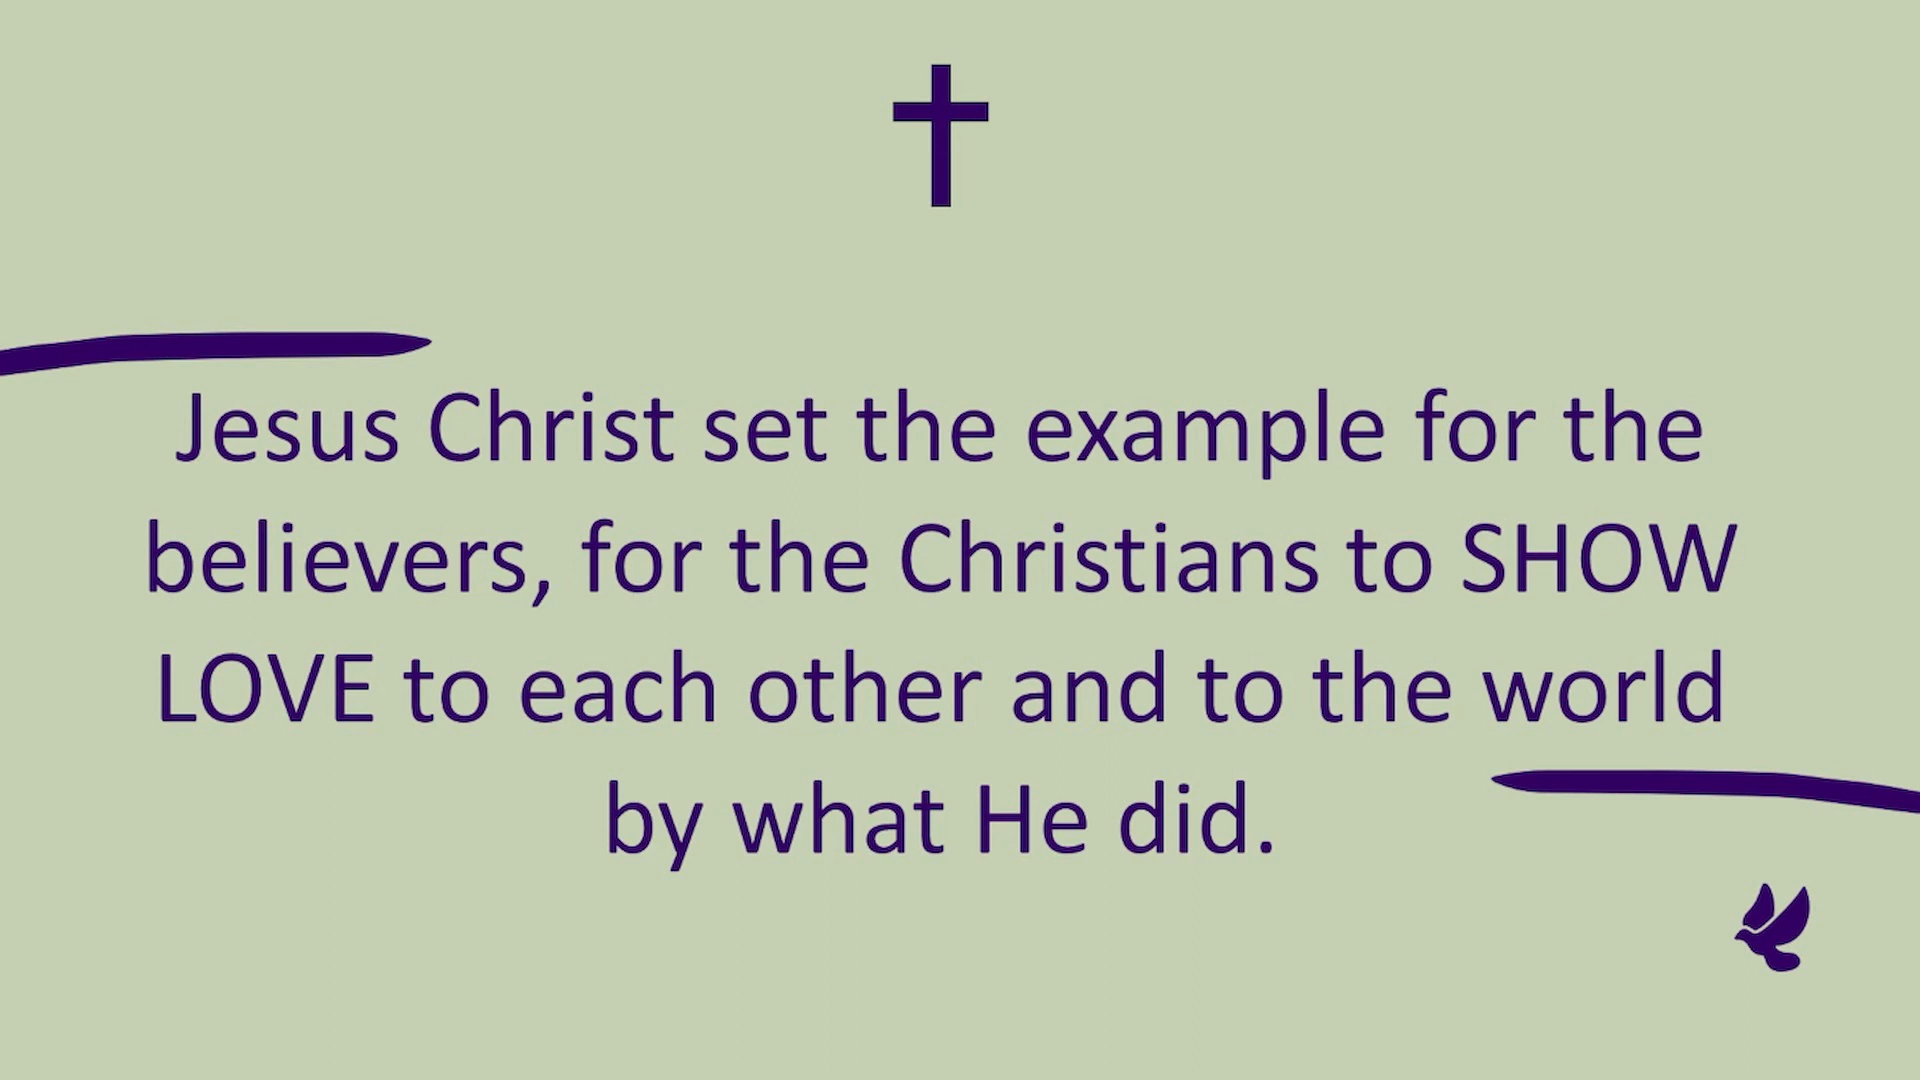 Jesus Christ set the example for the
believers, for the Christians to SHOW
LOVE to each other and to the world
by what He did.